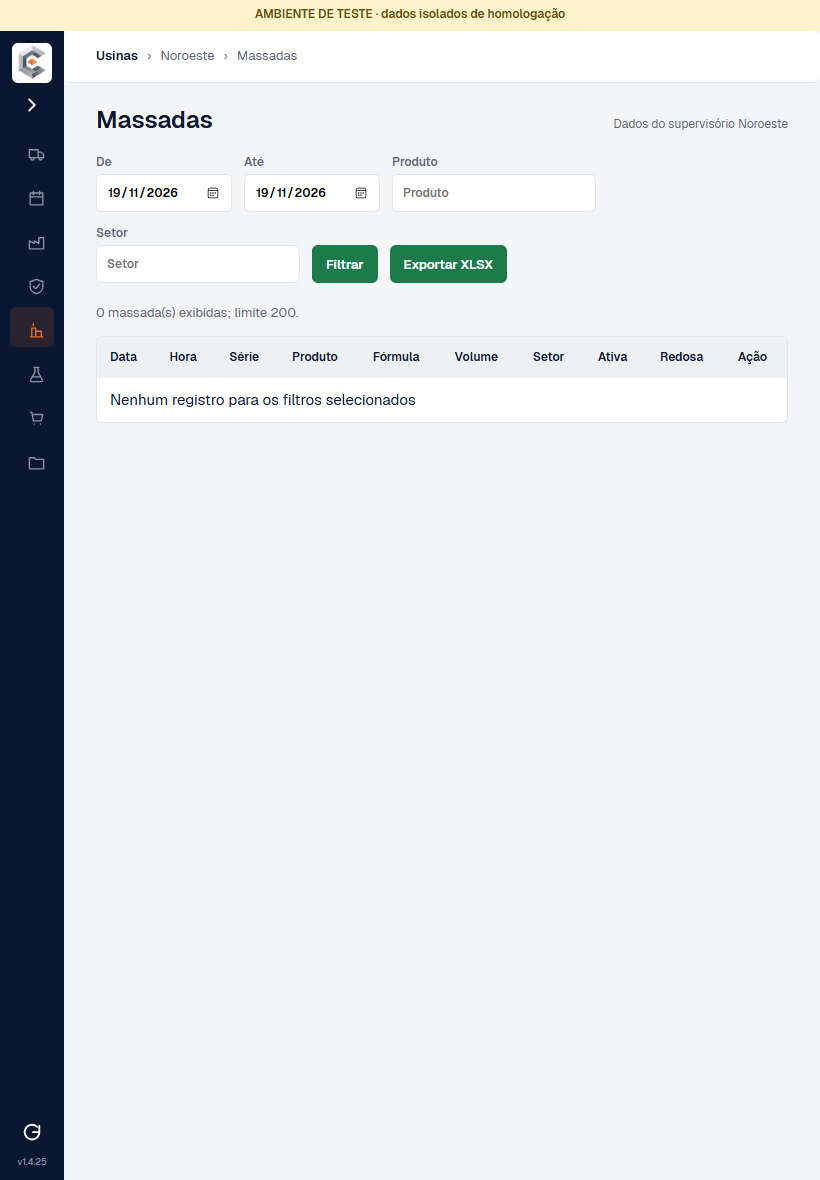 AMBIENTE DE TESTE · dados isolados de homologação
Usinas › Noroeste › Massadas
Massadas
Dados do supervisório Noroeste
De Até Produto
19/11/2026 19/11/2026 Produto
Setor
Setor Filtrar Exportar XLSX
0 massada(s) exibidas; limite 200.
Data Hora Série Produto Fórmula Volume Setor Ativa Redosa Ação
Nenhum registro para os filtros selecionados
v1.4.25